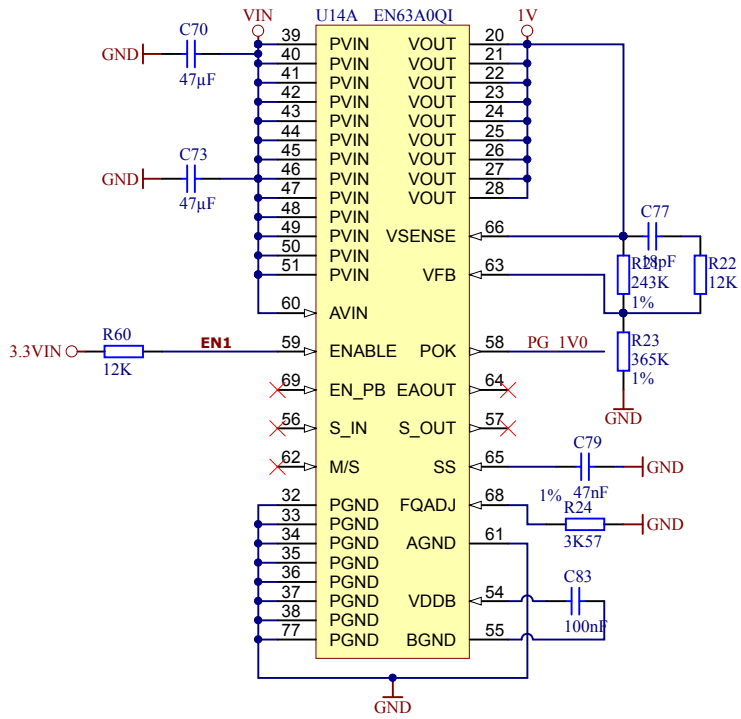 VIN
U14A EN63A0QI
1V
C70
GND
47µF
C73
GND
47µF
39 PVIN VOUT 20
40 PVIN VOUT 21
41 PVIN VOUT 22
42 PVIN VOUT 23
43 PVIN VOUT 24
44 PVIN VOUT 25
45 PVIN VOUT 26
46 PVIN VOUT 27
47 PVIN VOUT 28
48 PVIN
49 PVIN VSENSE 66
50 PVIN
51 PVIN VFB 63
60 AVIN
59 ENABLE POK 58
69 EN_PB EAOUT 64
56 S_IN S_OUT 57
62 M/S SS 65
32 PGND FQADJ 68
33 PGND
34 PGND AGND 61
35 PGND
36 PGND
37 PGND VDDB 54
38 PGND
77 PGND BGND 55
R60
3.3VIN
12K
EN1
PG_1V0
C77
18pF
R21
243K
1%
R22
12K
R23
365K
1%
GND
C79
47nF
GND
1%
R24
3K57
GND
C83
100nF
GND